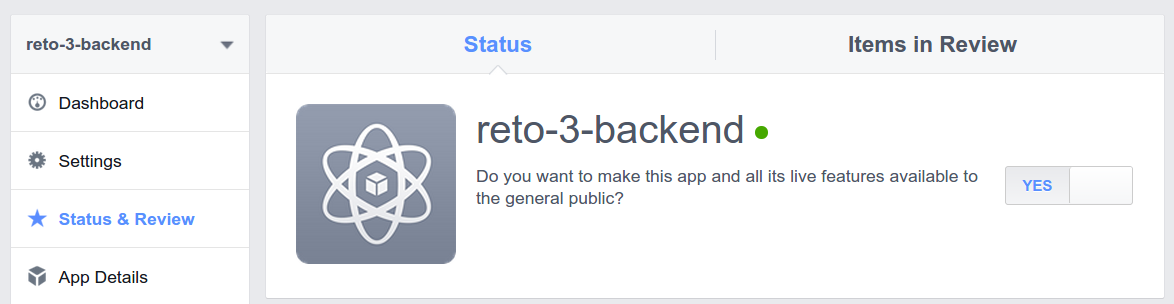 reto-3-backend
Dashboard
Settings
Status & Review
App Details
Status
Items in Review
reto-3-backend
Do you want to make this app and all its live features available to
the general public?
YES